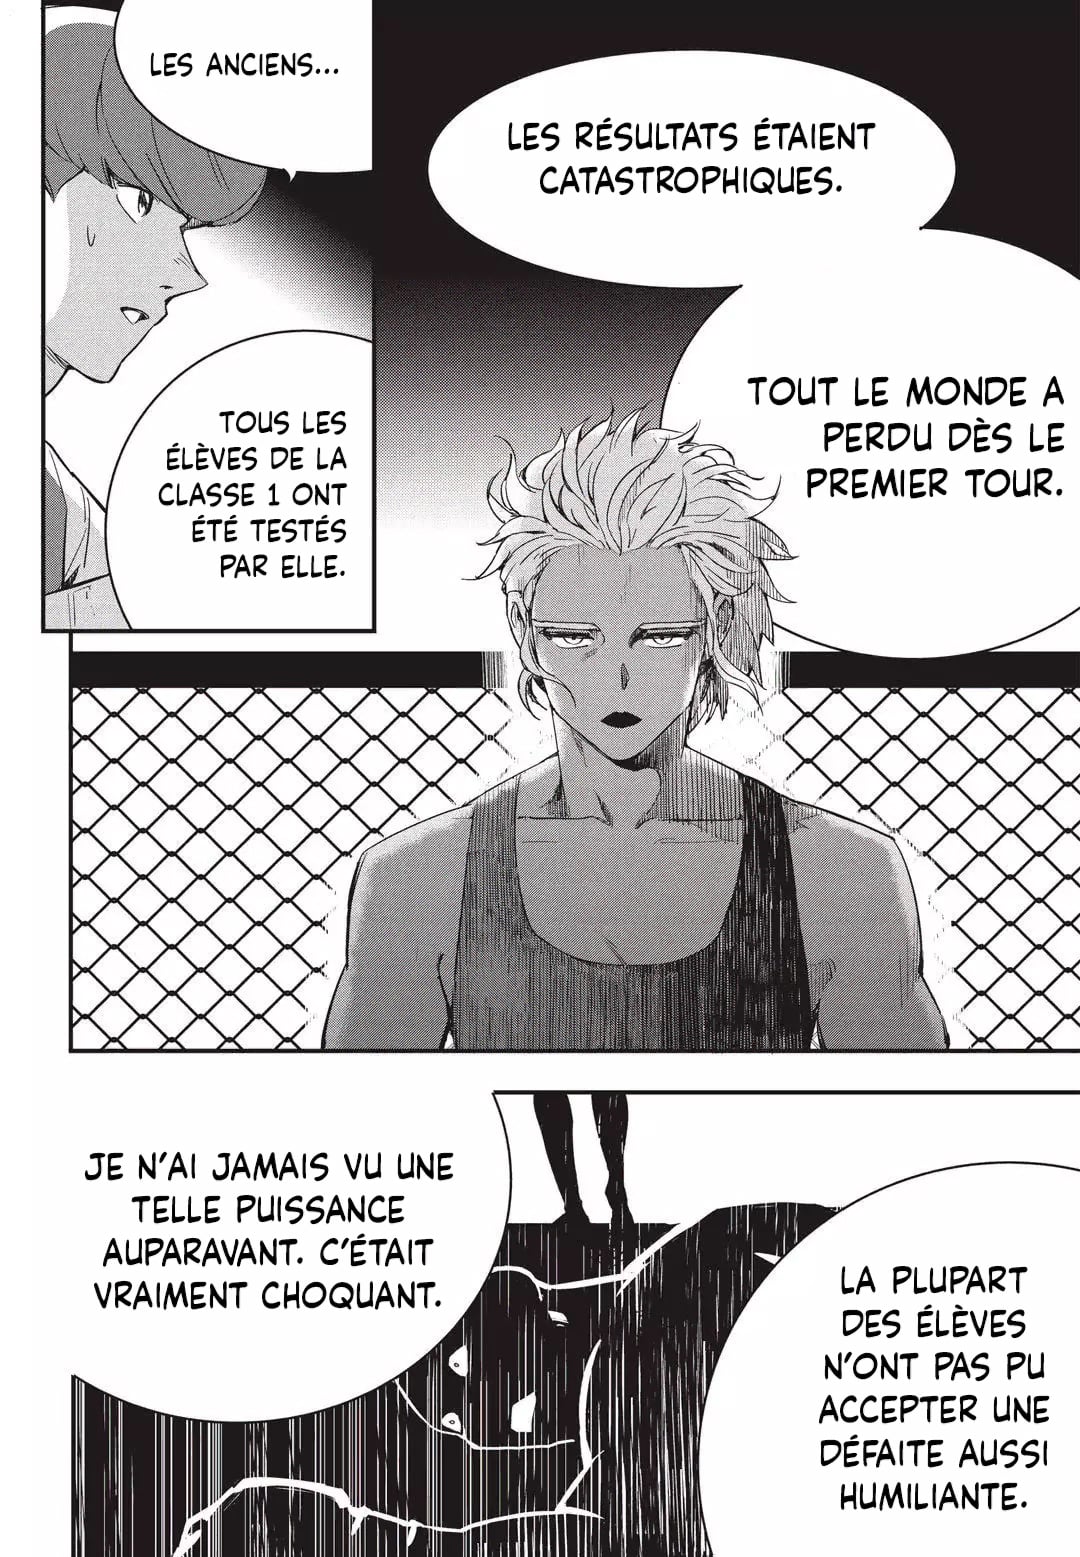 LES ANCIENS...
TOUS LES
ÉLÈVES DE LA
CLASSE 1 ONT
ÉTÉ TESTÉS
PAR ELLE.
LES RÉSULTATS ÉTAIENT
CATASTROPHIQUES.
TOUT LE MONDE A
PERDU DÈS LE
PREMIER TOUR.
JE N'AI JAMAIS VU UNE
TELLE PUISSANCE
AUPARAVANT. C'ÉTAIT
VRAIMENT CHOQUANT.
LA PLUPART
DES ÉLÈVES
N'ONT PAS PU
ACCEPTER UNE
DÉFAITE AUSSI
HUMILIANTE.